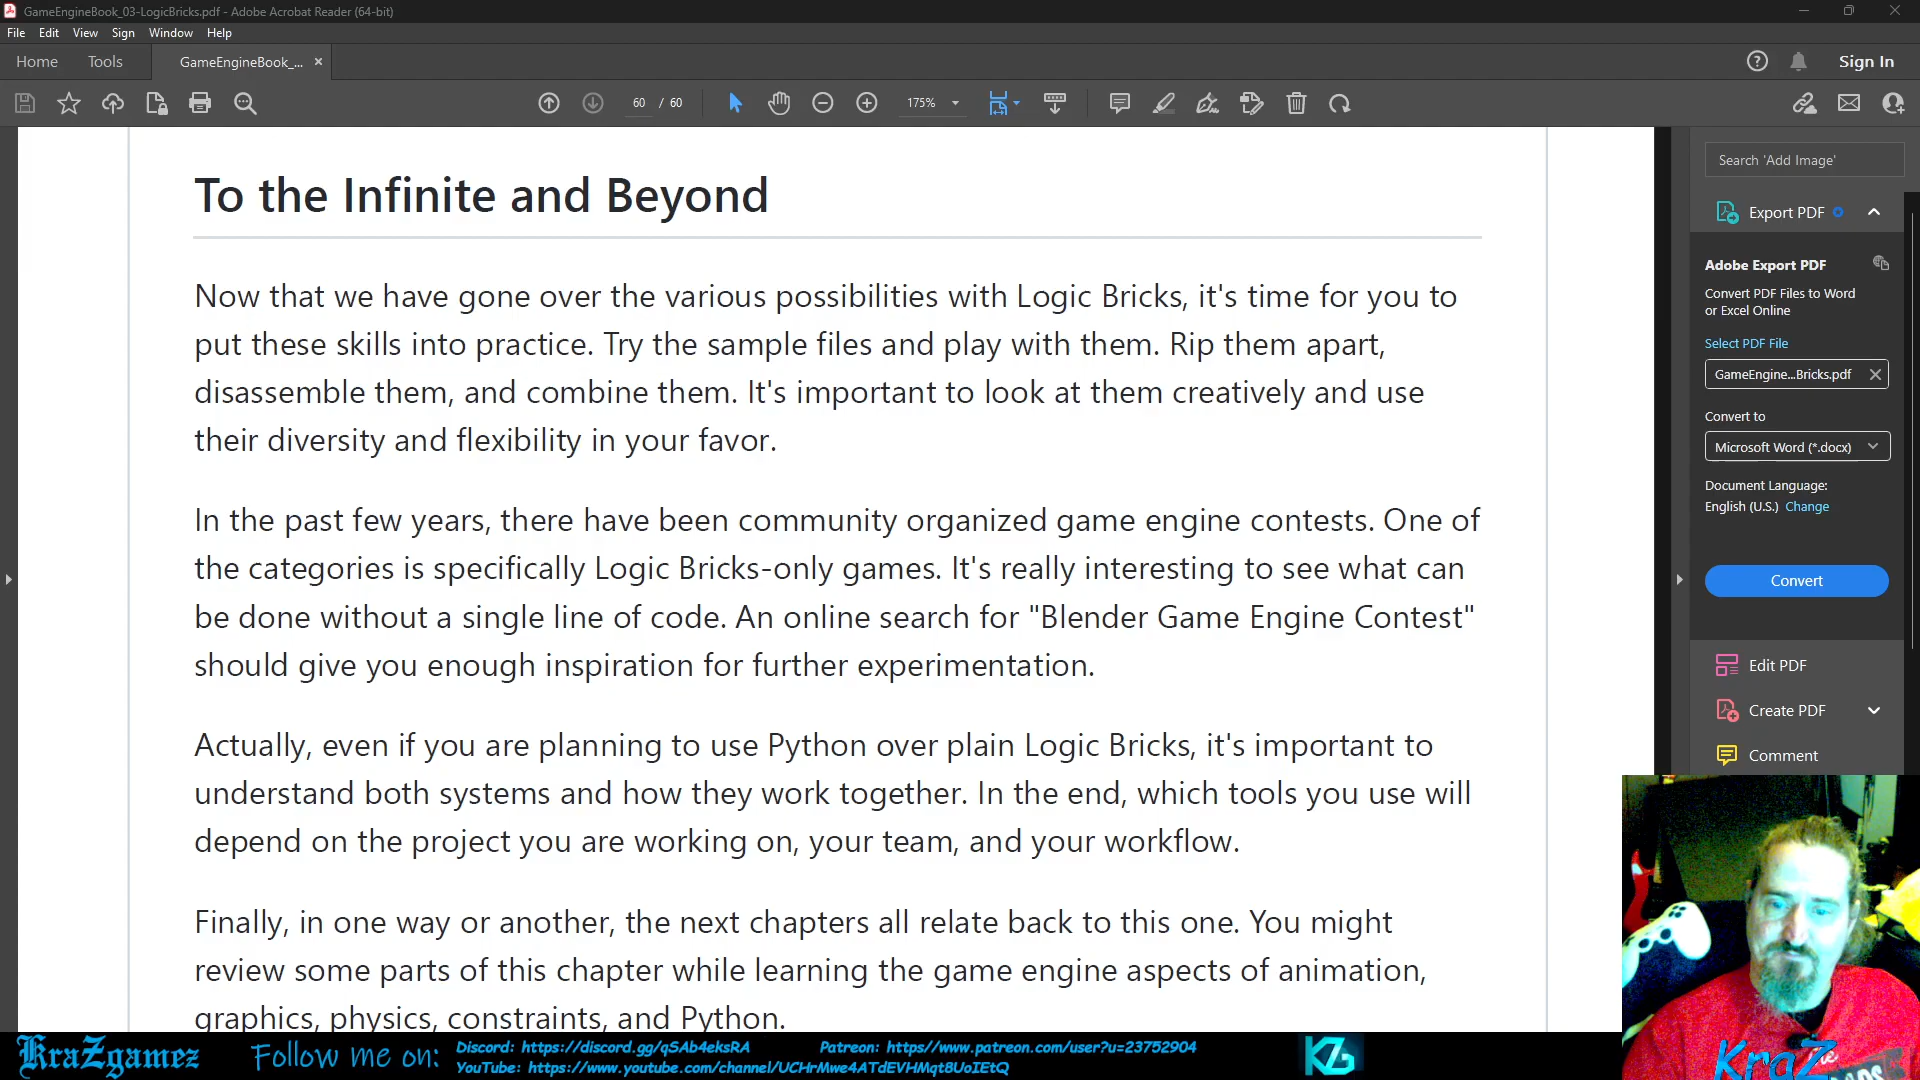 GameEngineBook_03-LogicBricks.pdf - Adobe Acrobat Reader (64-bit)
File Edit View Sign Window Help
Home Tools GameEngineBook_... ×
Sign In
60 / 60
175%
Search 'Add Image'
Export PDF
Adobe Export PDF
Convert PDF Files to Word
or Excel Online
Select PDF File
GameEngine...Bricks.pdf
Convert to
Microsoft Word (*.docx)
Document Language:
English (U.S.) Change
Convert
Edit PDF
Create PDF
Comment
To the Infinite and Beyond
Now that we have gone over the various possibilities with Logic Bricks, it's time for you to
put these skills into practice. Try the sample files and play with them. Rip them apart,
disassemble them, and combine them. It's important to look at them creatively and use
their diversity and flexibility in your favor.
In the past few years, there have been community organized game engine contests. One of
the categories is specifically Logic Bricks-only games. It's really interesting to see what can
be done without a single line of code. An online search for "Blender Game Engine Contest"
should give you enough inspiration for further experimentation.
Actually, even if you are planning to use Python over plain Logic Bricks, it's important to
understand both systems and how they work together. In the end, which tools you use will
depend on the project you are working on, your team, and your workflow.
Finally, in one way or another, the next chapters all relate back to this one. You might
review some parts of this chapter while learning the game engine aspects of animation,
graphics, physics, constraints, and Python.
KraZgamez
Follow me on:
Discord: https://discord.gg/qSAb4eksRA
Patreon: https//www.patreon.com/user?u=23752904
YouTube: https://www.youtube.com/channel/UCHrMwe4ATdEVHMqt8UoIEtQ
KZG
KraZ